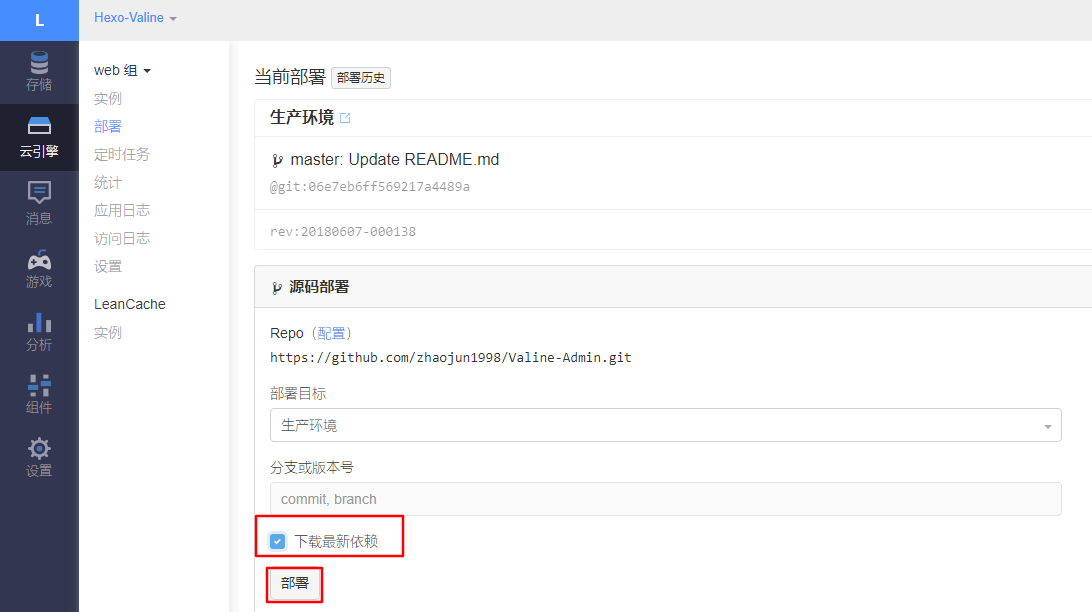 L
Hexo-Valine
存储
云引擎
消息
游戏
分析
组件
设置
web 组
实例
部署
定时任务
统计
应用日志
访问日志
设置
LeanCache
实例
当前部署 部署历史
生产环境
master: Update README.md
@git:06e7eb6ff569217a4489a
rev:20180607-000138
源码部署
Repo（配置）
https://github.com/zhaojun1998/Valine-Admin.git
部署目标
生产环境
分支或版本号
commit, branch
下载最新依赖
部署